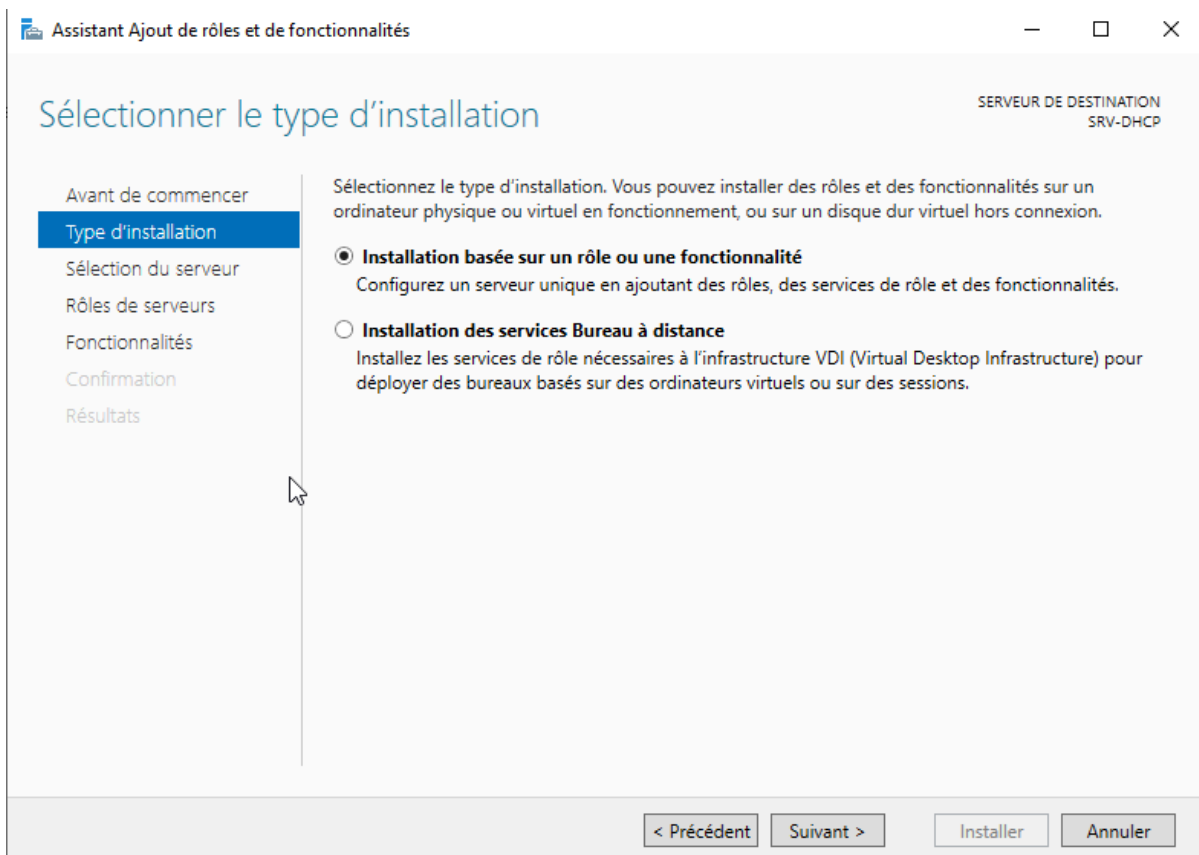 Assistant Ajout de rôles et de fonctionnalités
Sélectionner le type d'installation
SERVEUR DE DESTINATION
SRV-DHCP
Avant de commencer
Type d'installation
Sélection du serveur
Rôles de serveurs
Fonctionnalités
Confirmation
Résultats
Sélectionnez le type d'installation. Vous pouvez installer des rôles et des fonctionnalités sur un
ordinateur physique ou virtuel en fonctionnement, ou sur un disque dur virtuel hors connexion.
Installation basée sur un rôle ou une fonctionnalité
Configurez un serveur unique en ajoutant des rôles, des services de rôle et des fonctionnalités.
Installation des services Bureau à distance
Installez les services de rôle nécessaires à l'infrastructure VDI (Virtual Desktop Infrastructure) pour
déployer des bureaux basés sur des ordinateurs virtuels ou sur des sessions.
< Précédent
Suivant >
Installer
Annuler